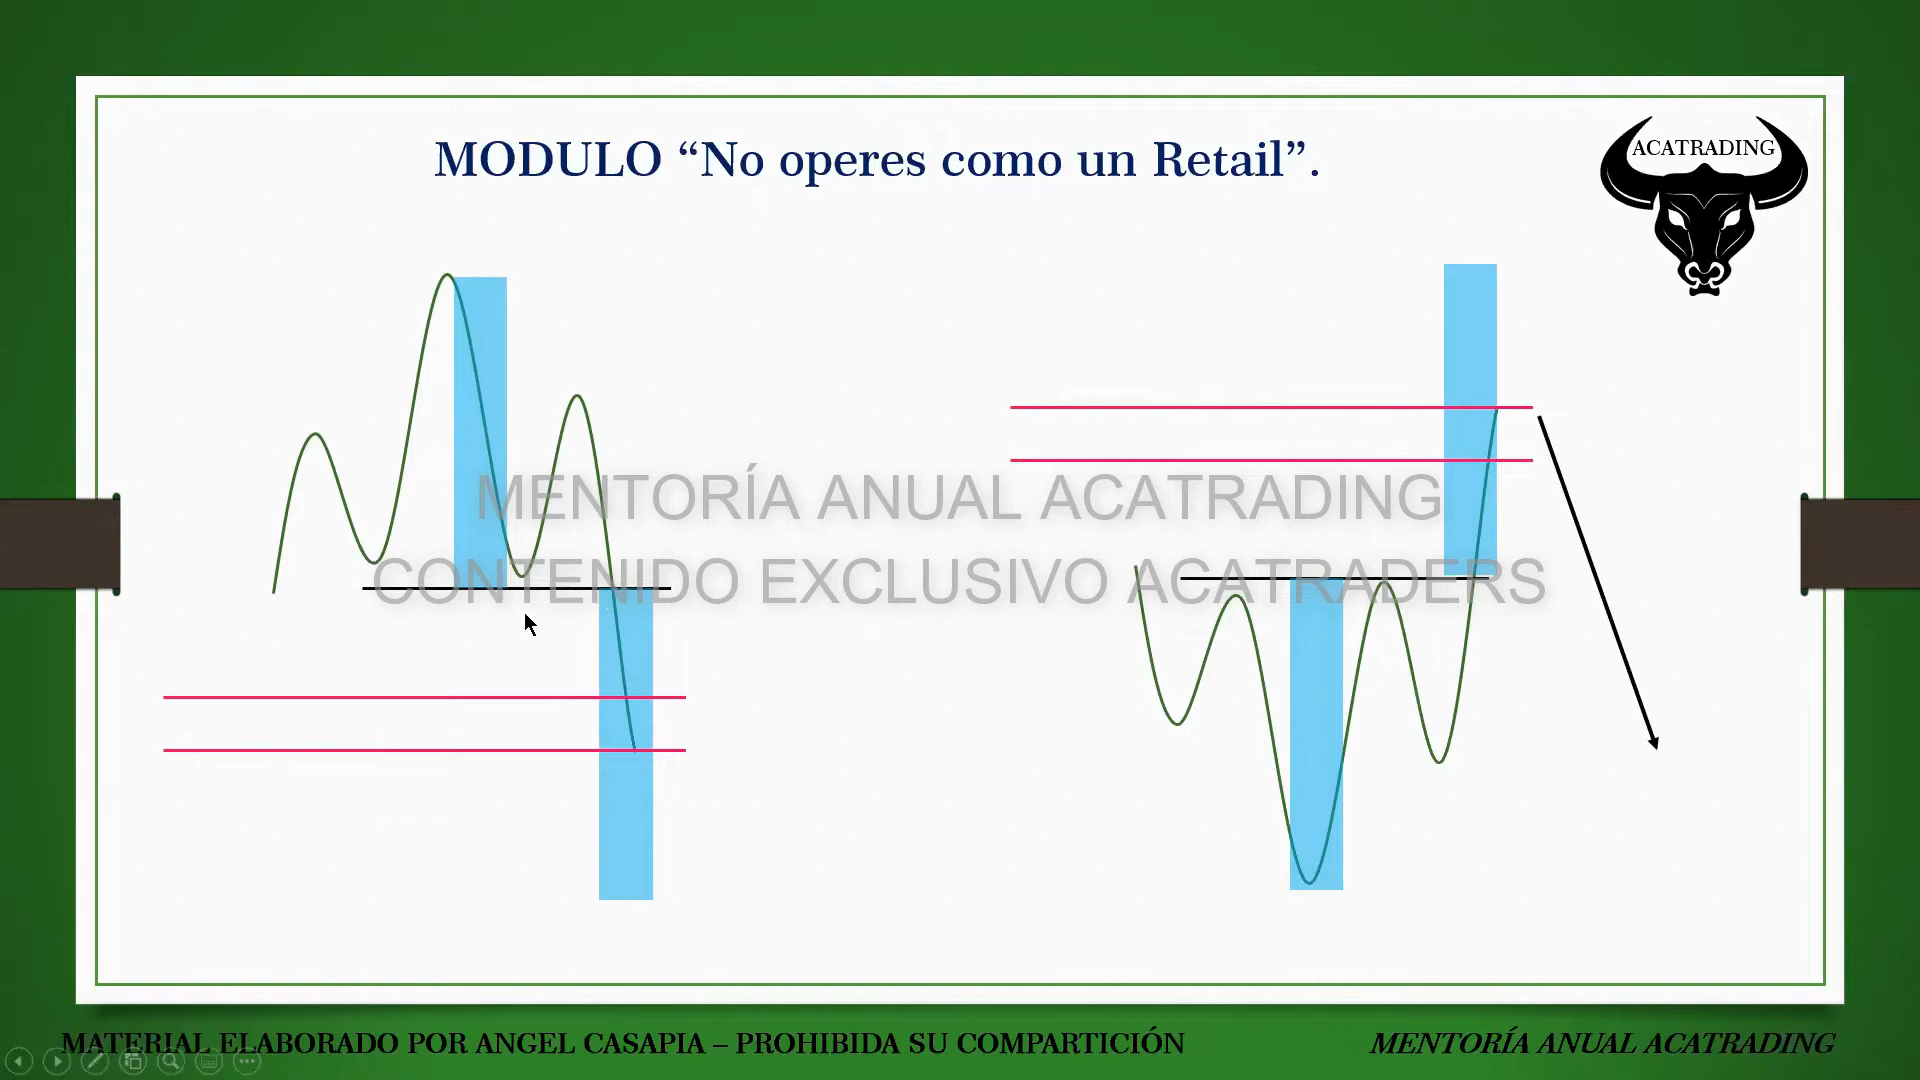 MODULO “No operes como un Retail”.
ACATRADING
MENTORÍA ANUAL ACATRADING
CONTENIDO EXCLUSIVO ACATRADERS
MATERIAL ELABORADO POR ANGEL CASAPIA – PROHIBIDA SU COMPARTICIÓN
MENTORÍA ANUAL ACATRADING